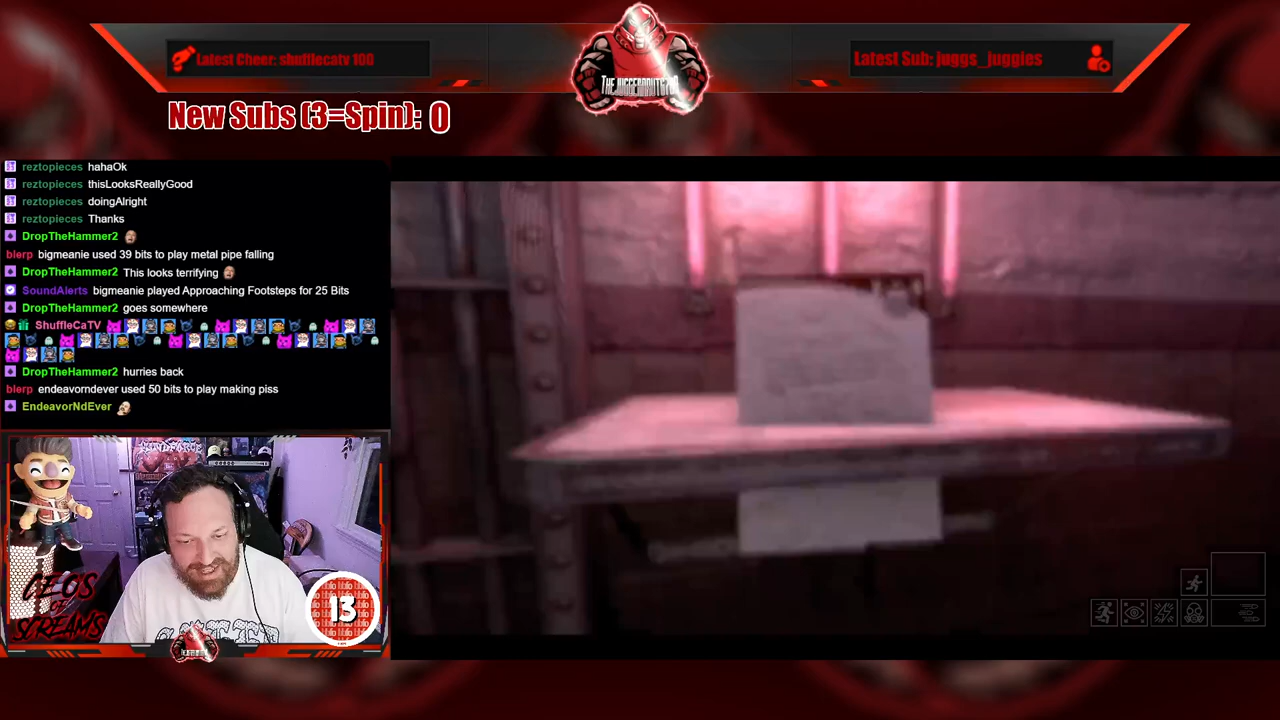 Latest Cheer: shufflecatv 100
Latest Sub: juggs_juggies
New Subs (3=Spin): 0
reztopieces hahaOk
reztopieces thisLooksReallyGood
reztopieces doingAlright
reztopieces Thanks
DropTheHammer2
blerp bigmeanie used 39 bits to play metal pipe falling
DropTheHammer2 This looks terrifying
SoundAlerts bigmeanie played Approaching Footsteps for 25 Bits
DropTheHammer2 goes somewhere
ShuffleCaTV
DropTheHammer2 hurries back
blerp endeavorndever used 50 bits to play making piss
EndeavorNdEver
CEO'S
OF
STREAMS
13